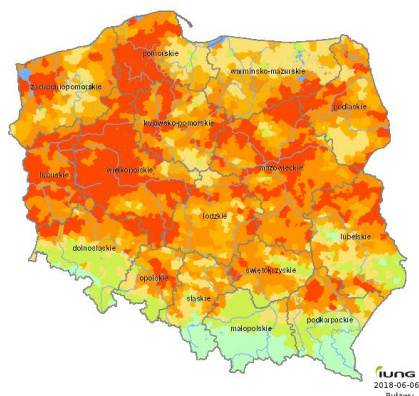 pomorskie
warmińsko-mazurskie
zachodniopomorskie
podlaskie
kujawsko-pomorskie
lubuskie
wielkopolskie
mazowieckie
łódzkie
lubelskie
dolnośląskie
opolskie
świętokrzyskie
śląskie
małopolskie
podkarpackie
IUNG
2018-06-06
Puławy